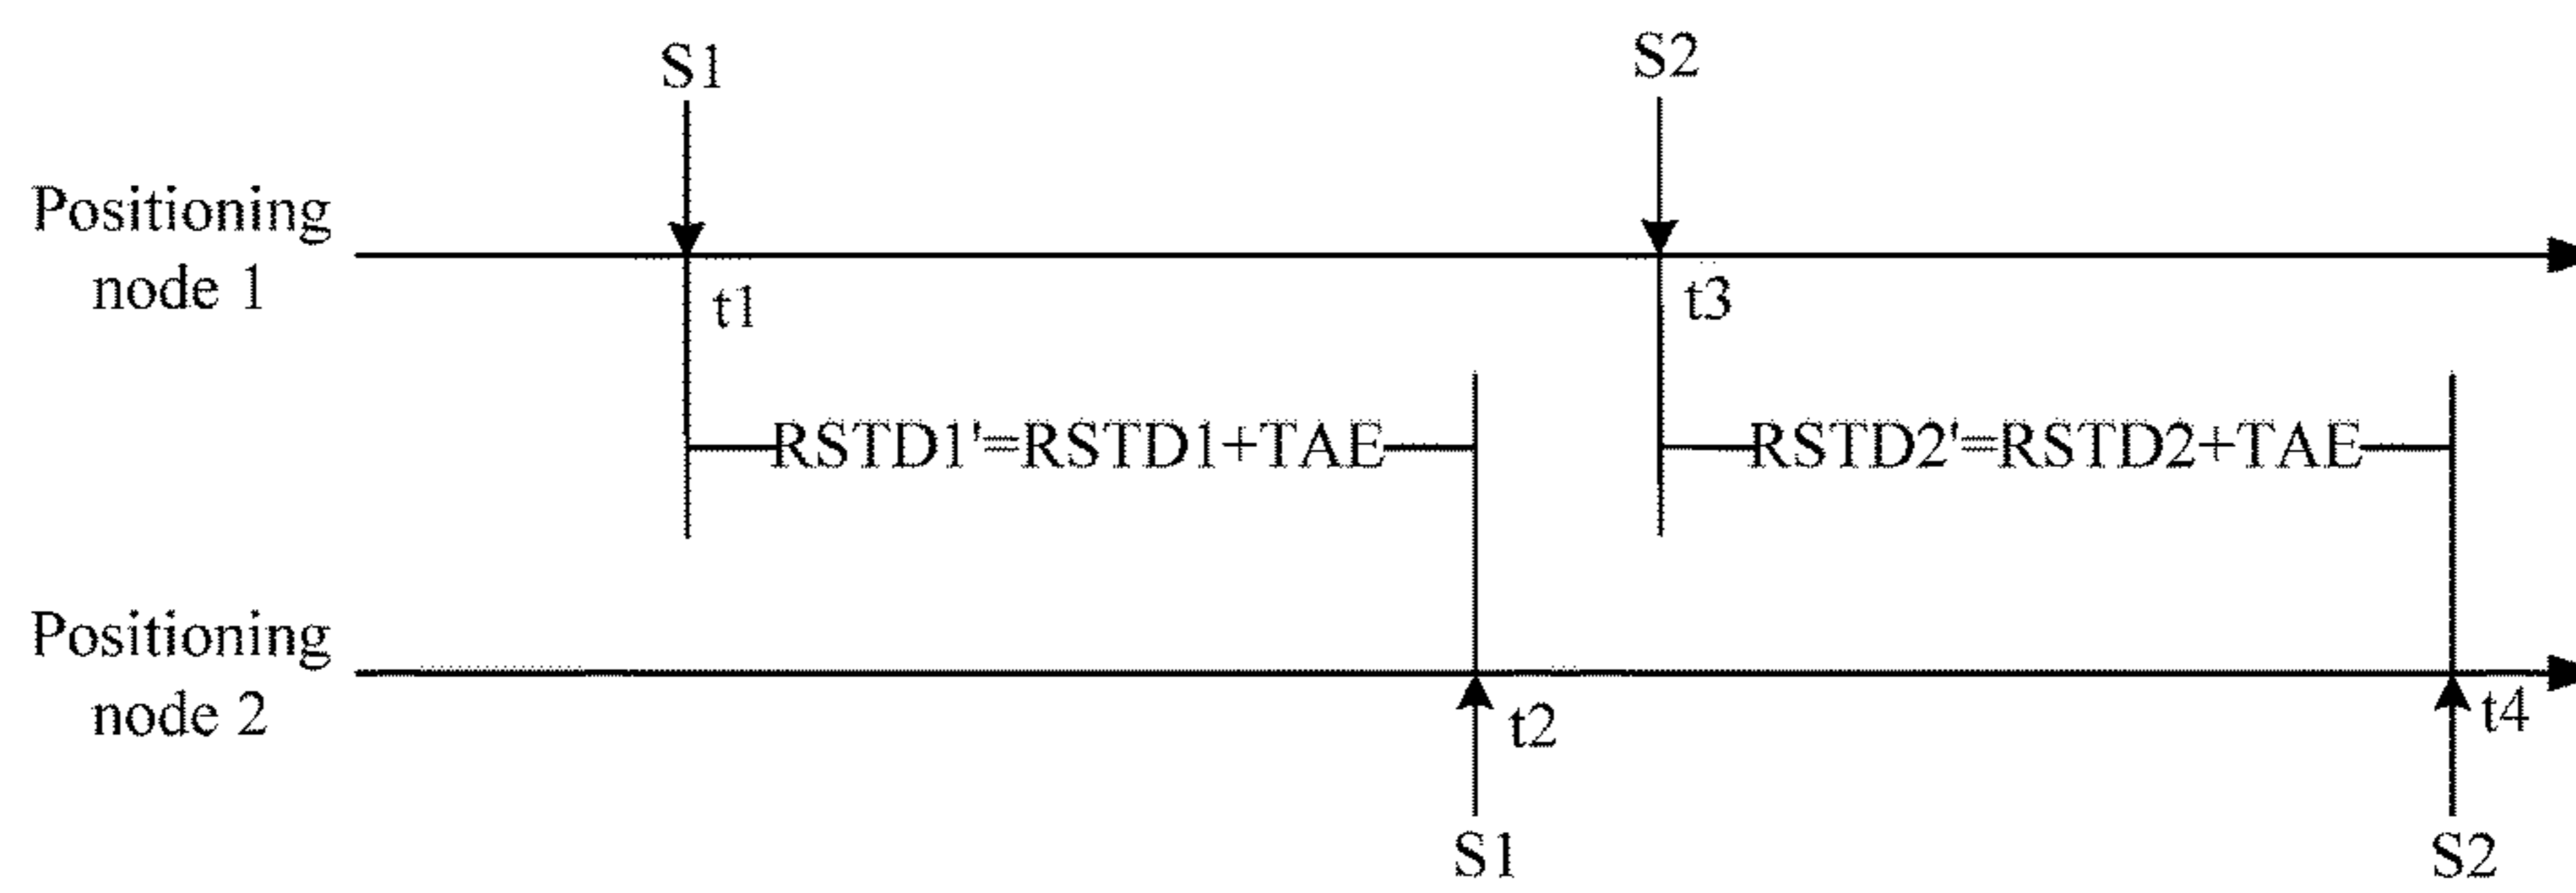 S1
S2
Positioning
node 1
t1
t3
RSTD1'=RSTD1+TAE
RSTD2'=RSTD2+TAE
Positioning
node 2
t2
t4
S1
S2